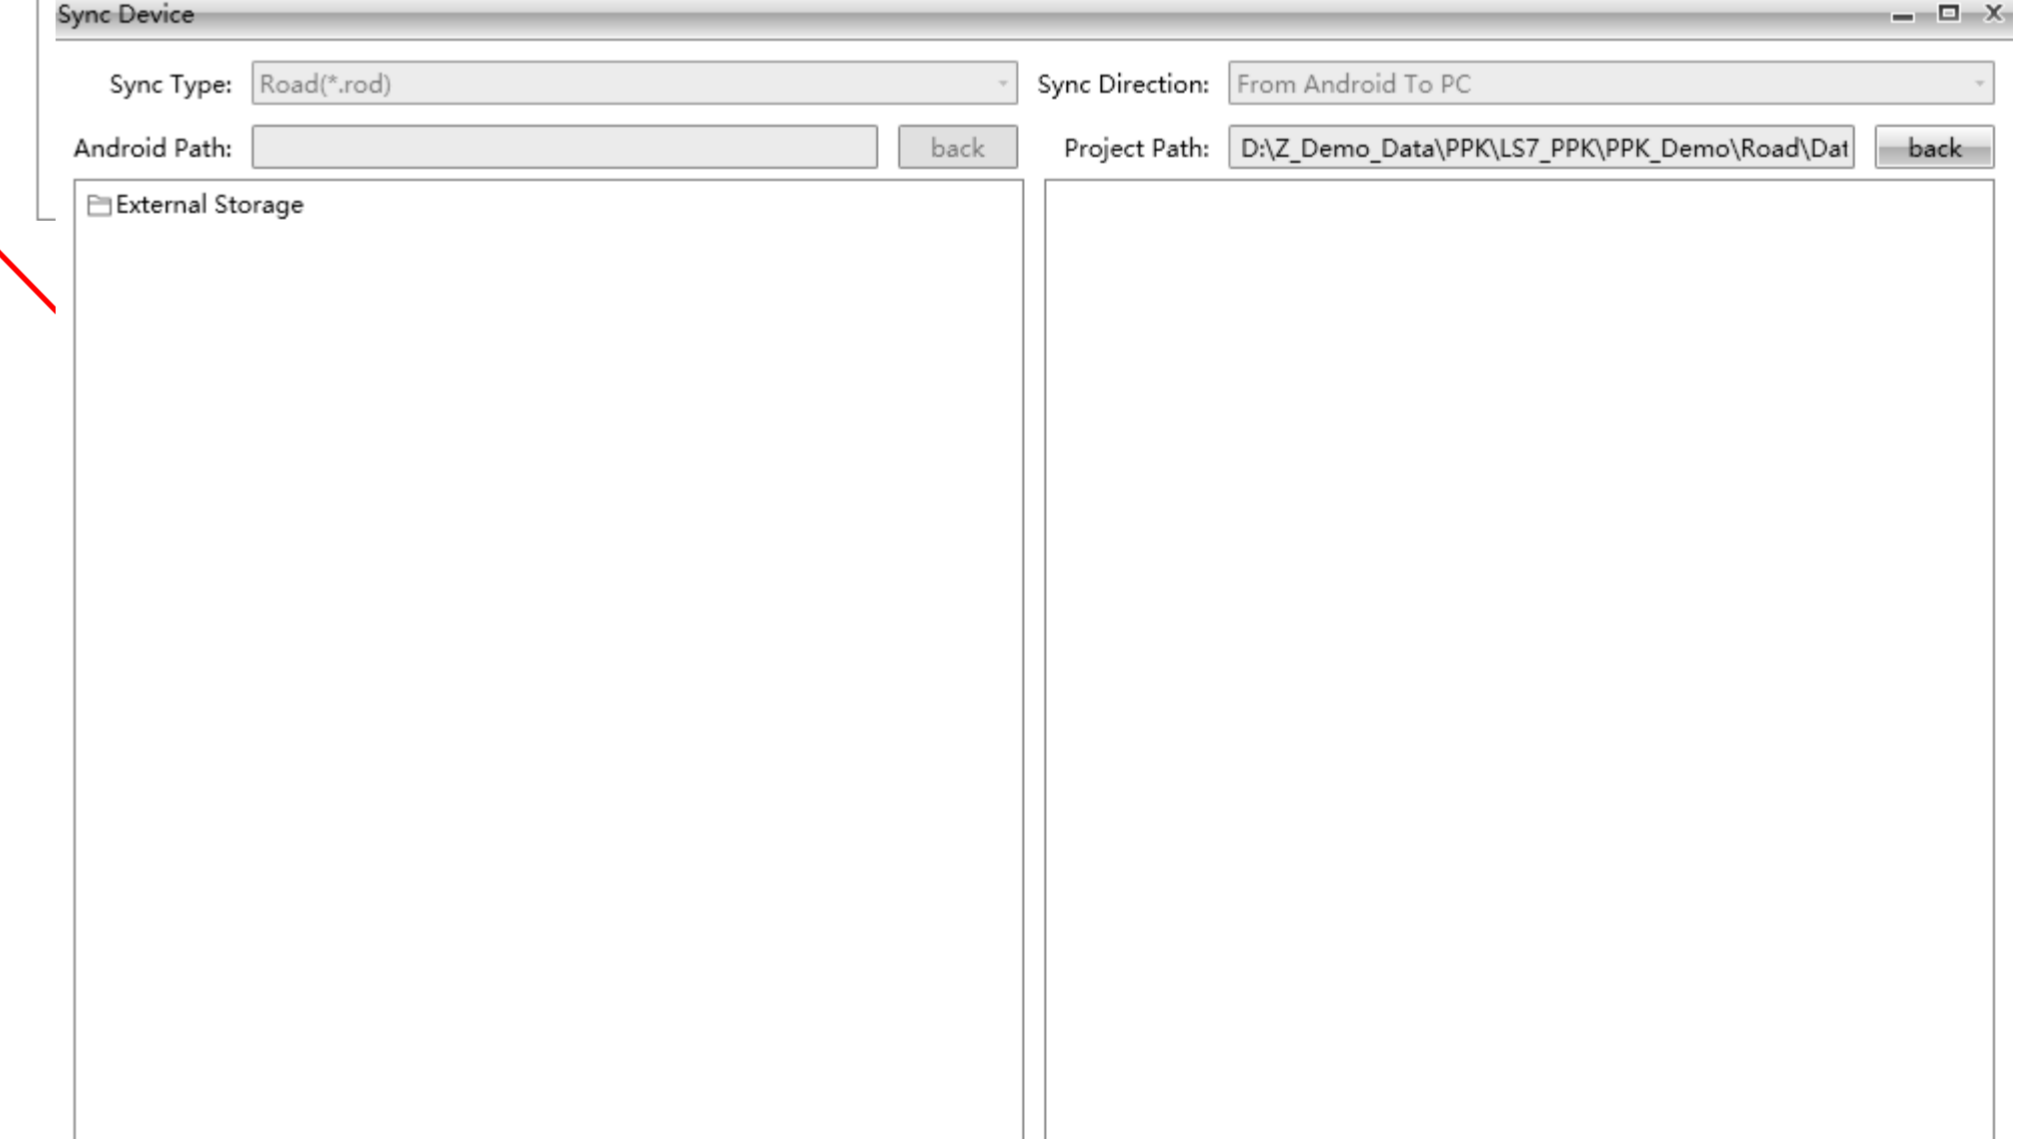 Sync Device
Sync Type: Road(*.rod) Sync Direction: From Android To PC
Android Path: back Project Path: D:\Z_Demo_Data\PPK\LS7_PPK\PPK_Demo\Road\Dat back
External Storage